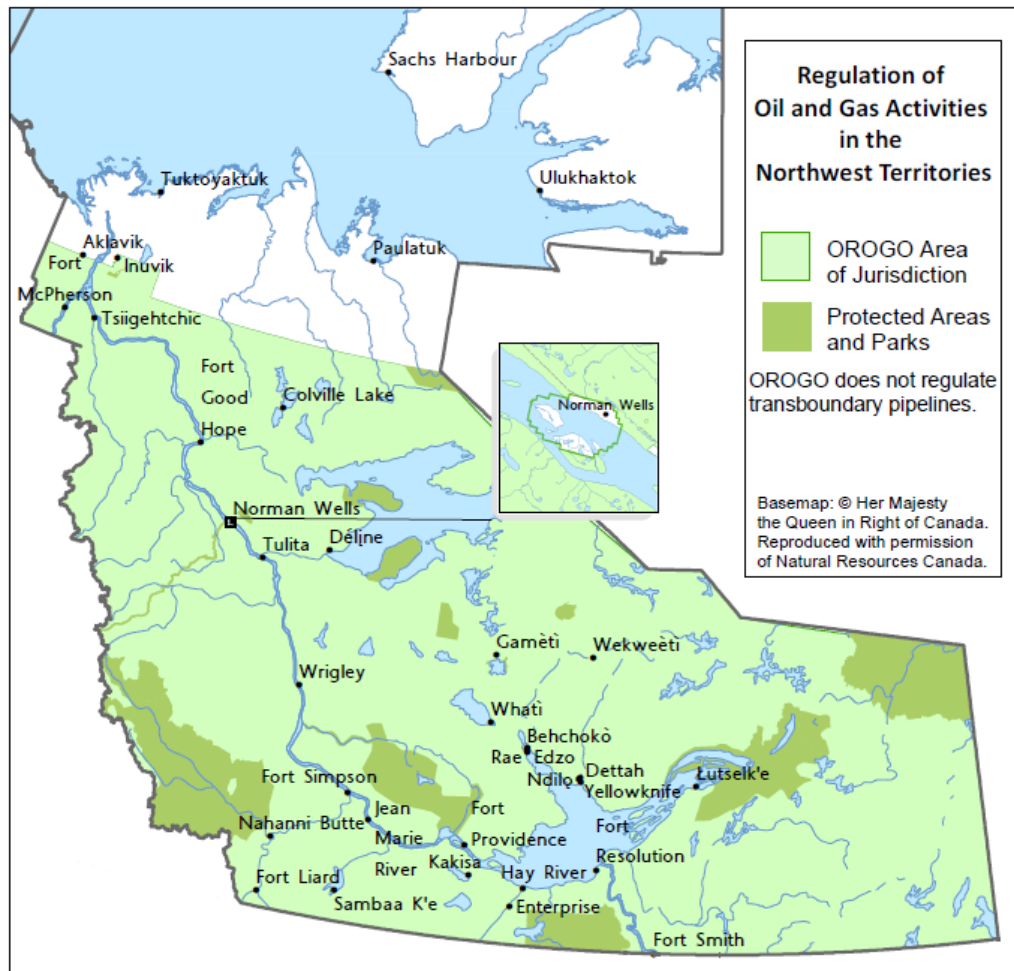 Sachs Harbour
Regulation of
Oil and Gas Activities
in the
Northwest Territories
Tuktoyaktuk
Ulukhaktok
Aklavik
Inuvik
Paulatuk
OROGO Area
of Jurisdiction
Fort
McPherson
Tsiigehtchic
Protected Areas
and Parks
OROGO does not regulate
transboundary pipelines.
Fort
Good
Hope
Colville Lake
Norman Wells
Norman Wells
Basemap: © Her Majesty
the Queen in Right of Canada.
Reproduced with permission
of Natural Resources Canada.
Tulita
Délįne
Gamètì
Wekweètì
Wrigley
Whatì
Behchokò
Rae Edzo
Ndilǫ
Dettah
Yellowknife
Łutselk'e
Fort Simpson
Jean
Marie
River
Nahanni Butte
Fort
Providence
Fort
Resolution
Kakisa
Hay River
Fort Liard
Sambaa K'e
Enterprise
Fort Smith